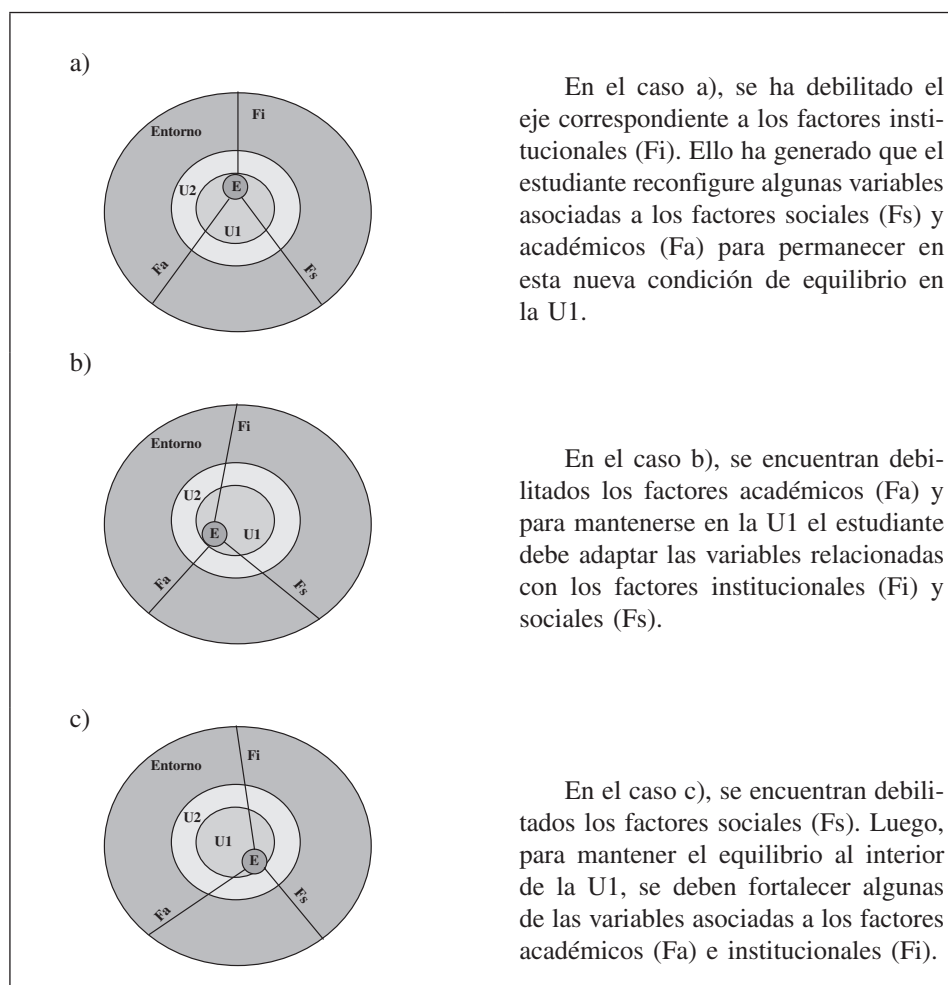 a)
Fi
Entorno
U2
E
U1
Fa
Fs
En el caso a), se ha debilitado el
eje correspondiente a los factores insti-
tucionales (Fi). Ello ha generado que el
estudiante reconfigure algunas variables
asociadas a los factores sociales (Fs) y
académicos (Fa) para permanecer en
esta nueva condición de equilibrio en
la U1.
b)
Fi
Entorno
U2
E
U1
Fa
Fs
En el caso b), se encuentran debi-
litados los factores académicos (Fa) y
para mantenerse en la U1 el estudiante
debe adaptar las variables relacionadas
con los factores institucionales (Fi) y
sociales (Fs).
c)
Fi
Entorno
U2
U1
E
Fa
Fs
En el caso c), se encuentran debili-
tados los factores sociales (Fs). Luego,
para mantener el equilibrio al interior
de la U1, se deben fortalecer algunas
de las variables asociadas a los factores
académicos (Fa) e institucionales (Fi).